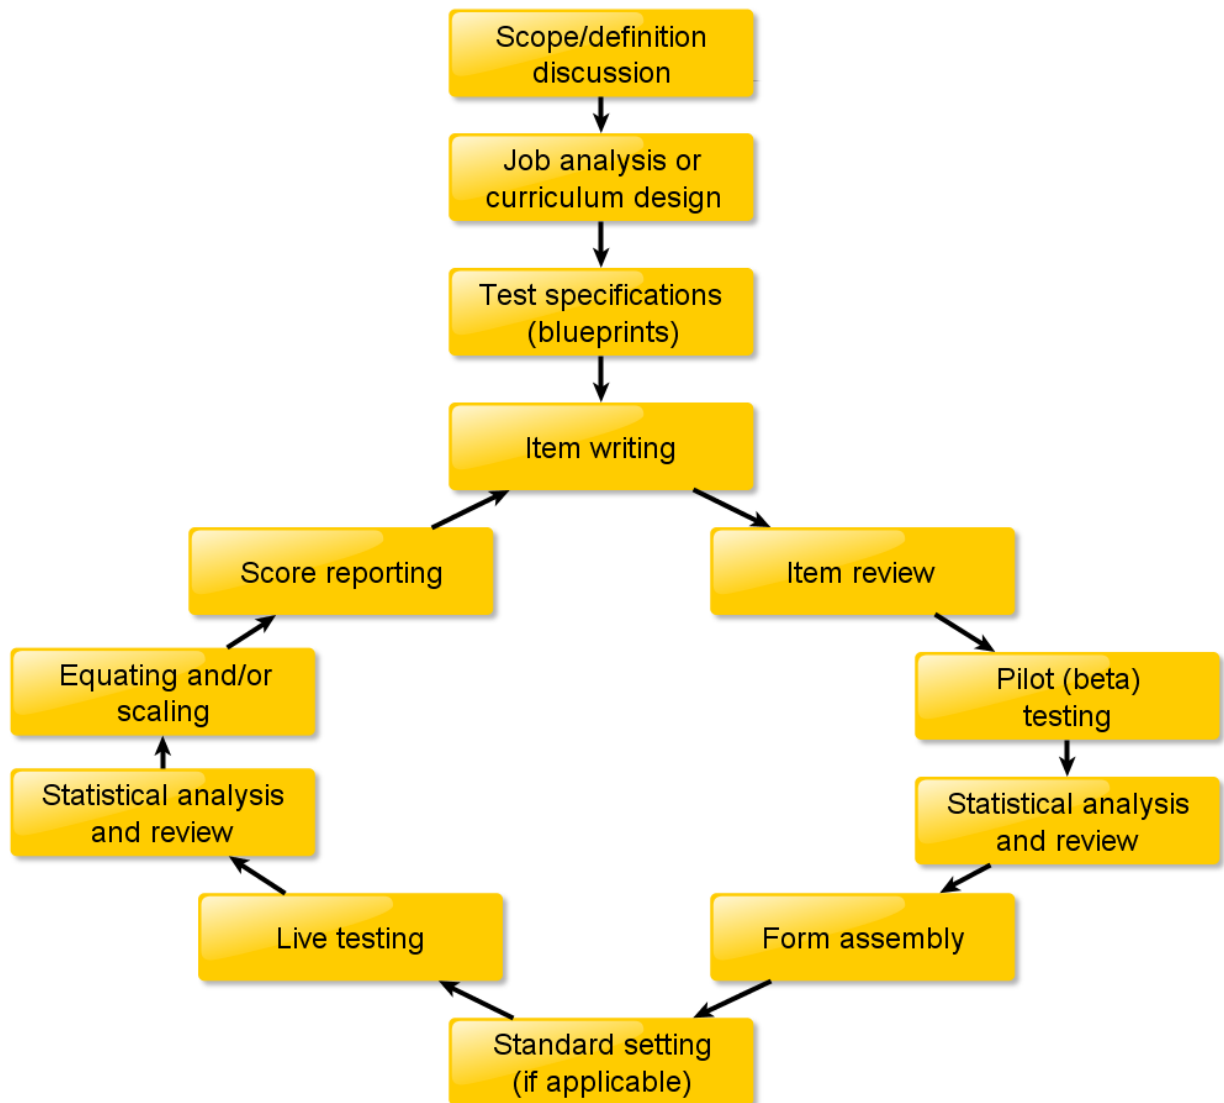 Scope/definition
discussion
Job analysis or
curriculum design
Test specifications
(blueprints)
Item writing
Item review
Pilot (beta)
testing
Statistical analysis
and review
Form assembly
Standard setting
(if applicable)
Live testing
Statistical analysis
and review
Equating and/or
scaling
Score reporting